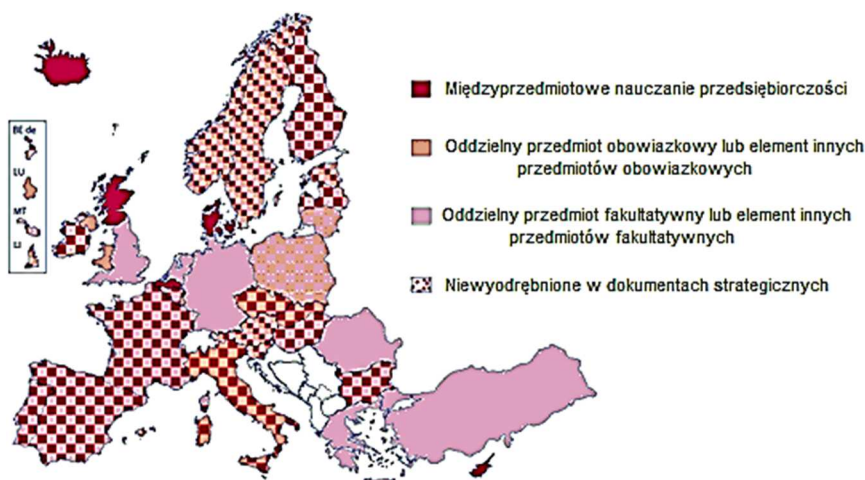 BE de
LU
MT
LI
Międzyprzedmiotowe nauczanie przedsiębiorczości
Oddzielny przedmiot obowiazkowy lub element innych
przedmiotów obowiazkowych
Oddzielny przedmiot fakultatywny lub element innych
przedmiotów fakultatywnych
Niewyodrębnione w dokumentach strategicznych